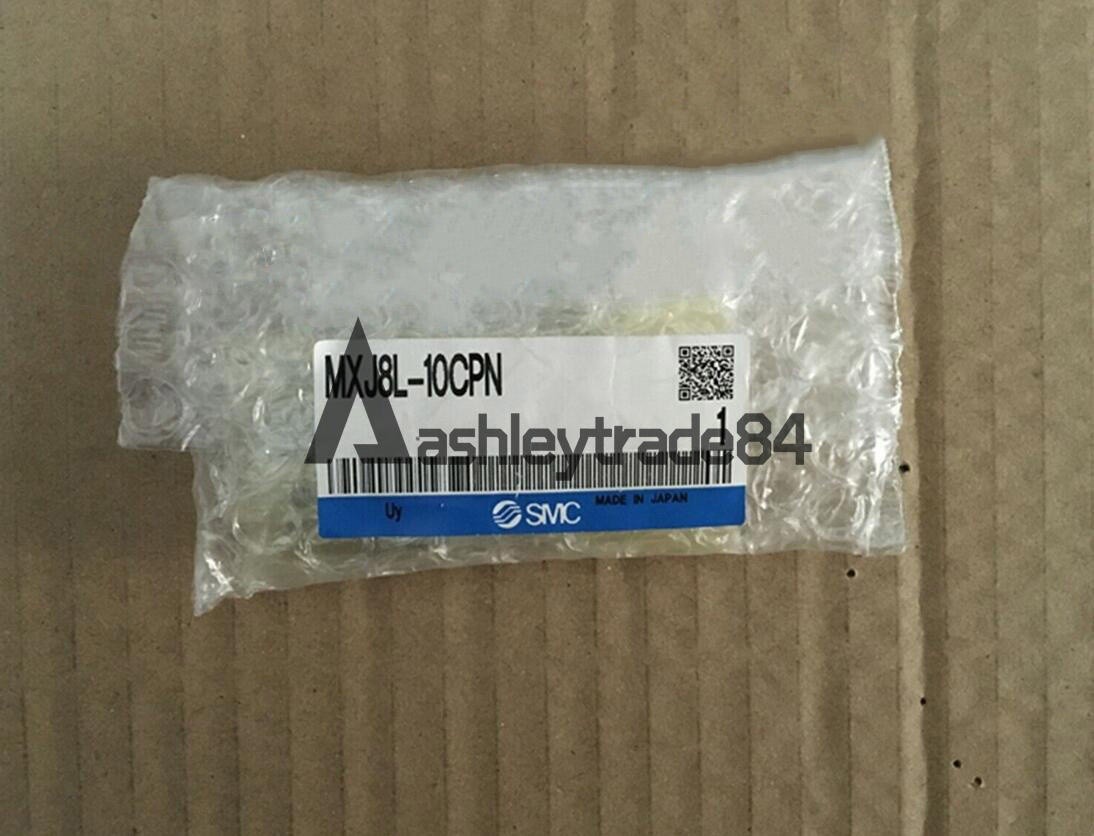 MXJ8L-10CPN
1
ashleytrade84
Uy
SMC
MADE IN JAPAN